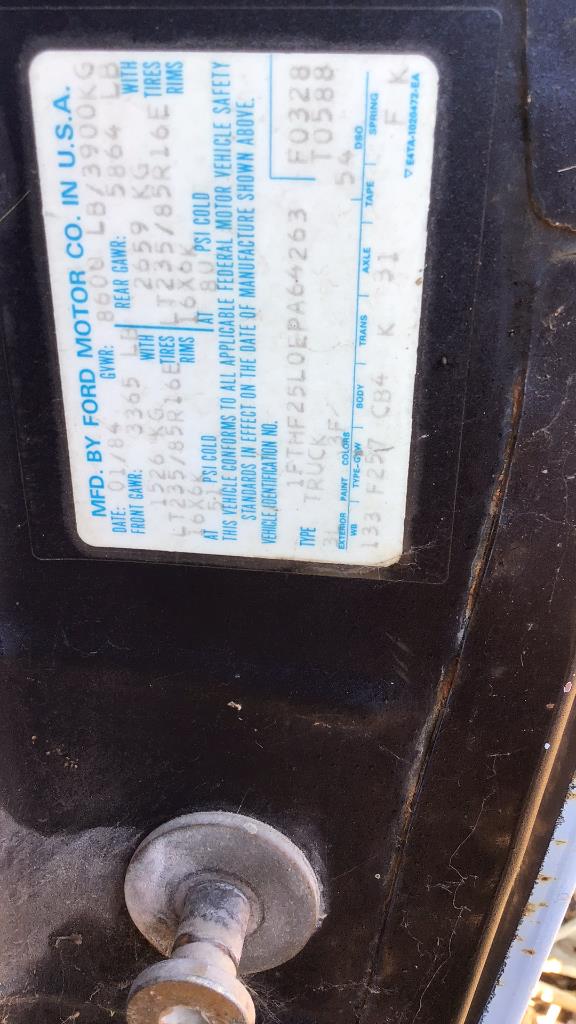 MFD. BY FORD MOTOR CO. IN U.S.A.
DATE: 01/84 GVWR: 8600 LB/3900KG
FRONT GAWR: 3365 LB REAR GAWR: 5864 LB
1526 KG WITH 2659 KG WITH
LT235/85R16E TIRES LT235/85R16E TIRES
16X6K RIMS 16X6K RIMS
AT 51 PSI COLD AT 80 PSI COLD
THIS VEHICLE CONFORMS TO ALL APPLICABLE FEDERAL MOTOR VEHICLE SAFETY
STANDARDS IN EFFECT ON THE DATE OF MANUFACTURE SHOWN ABOVE.
VEHICLE IDENTIFICATION NO.
1FTHF25L0EPA64263 F0328
TYPE TRUCK T0588
3L 3F/ 54
EXTERIOR PAINT COLORS DSO
WB TYPE-GVW BODY TRANS AXLE TAPE SPRING
133 F257 CB4 K 31 F K
▽ E4TA-1020472-EA